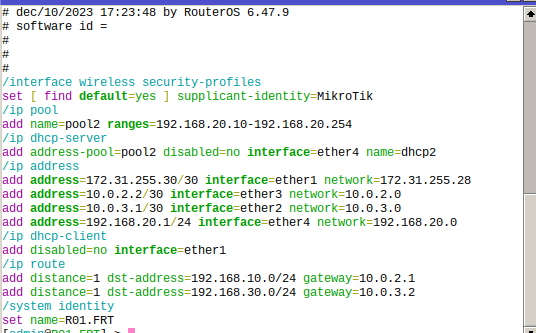 # dec/10/2023 17:23:48 by RouterOS 6.47.9
# software id =
#
#
#
/interface wireless security-profiles
set [ find default=yes ] supplicant-identity=MikroTik
/ip pool
add name=pool2 ranges=192.168.20.10-192.168.20.254
/ip dhcp-server
add address-pool=pool2 disabled=no interface=ether4 name=dhcp2
/ip address
add address=172.31.255.30/30 interface=ether1 network=172.31.255.28
add address=10.0.2.2/30 interface=ether3 network=10.0.2.0
add address=10.0.3.1/30 interface=ether2 network=10.0.3.0
add address=192.168.20.1/24 interface=ether4 network=192.168.20.0
/ip dhcp-client
add disabled=no interface=ether1
/ip route
add distance=1 dst-address=192.168.10.0/24 gateway=10.0.2.1
add distance=1 dst-address=192.168.30.0/24 gateway=10.0.3.2
/system identity
set name=R01.FRT
[admin@R01.FRT] >